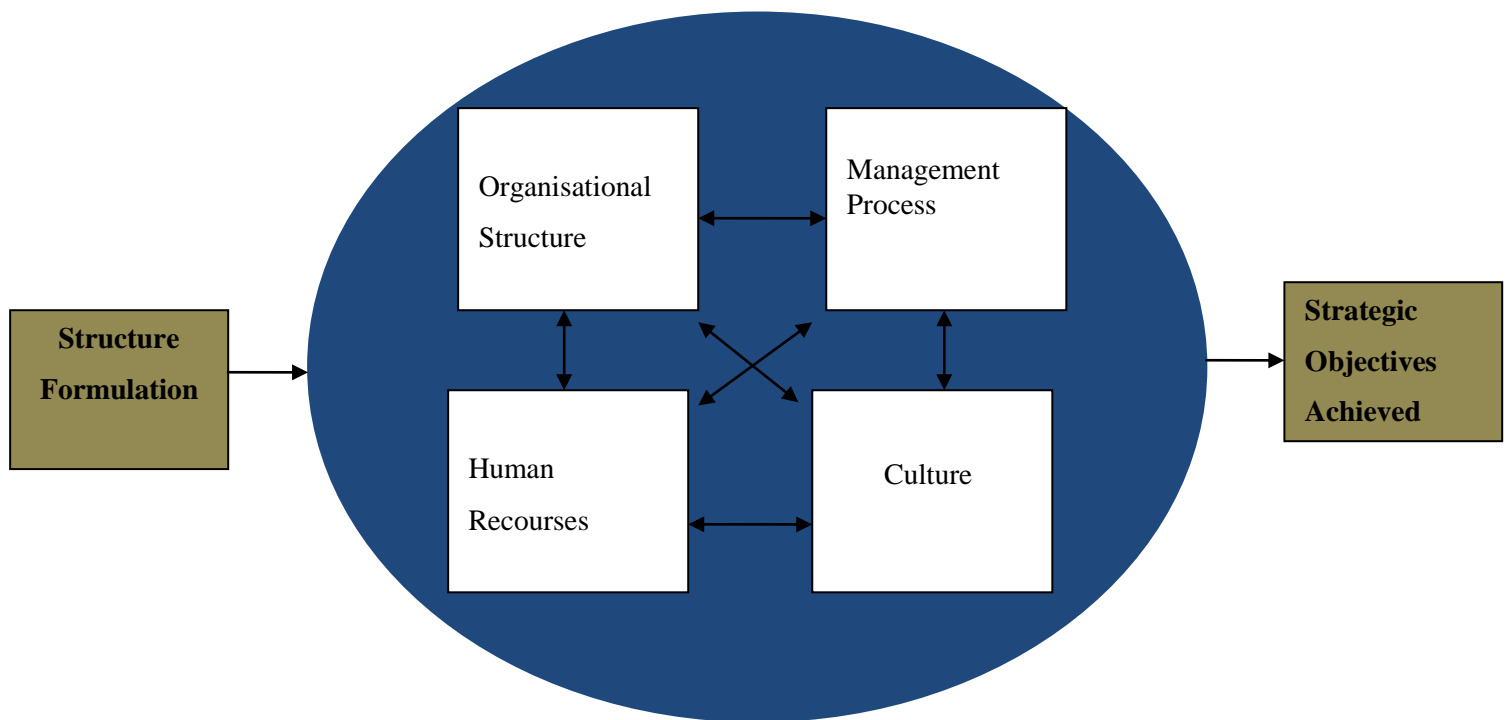 Organisational
Structure
Management
Process
Structure
Formulation
Strategic
Objectives
Achieved
Human
Recourses
Culture